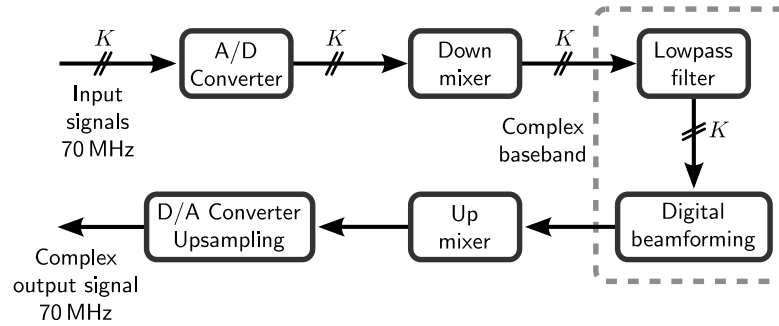 K
A/D
Converter
K
Down
mixer
K
Lowpass
filter
Input
signals
70 MHz
Complex
baseband
K
D/A Converter
Upsampling
Up
mixer
Digital
beamforming
Complex
output signal
70 MHz